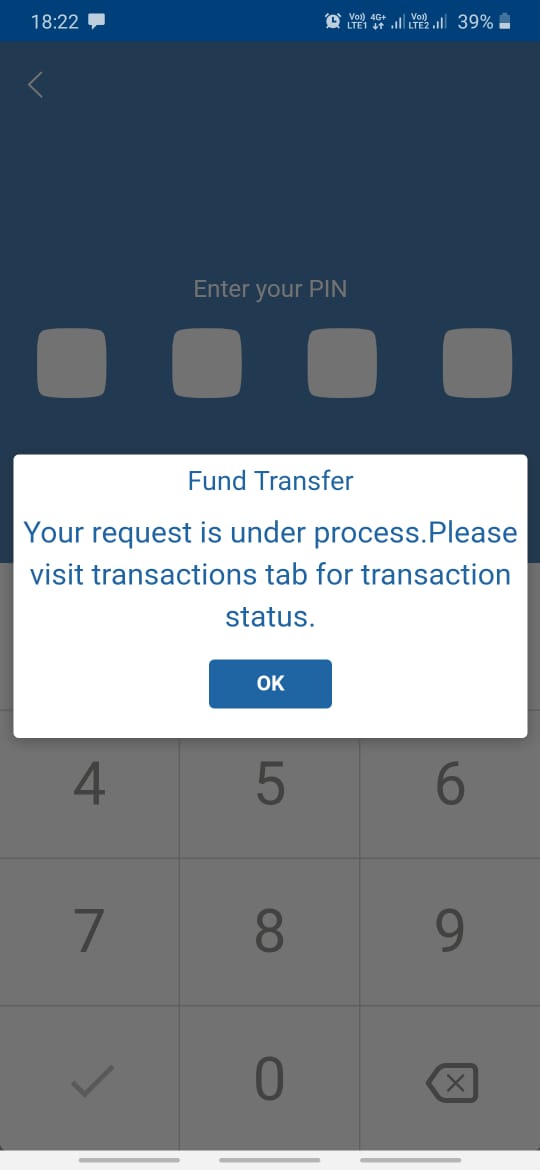 18:22 Vo)) LTE1 4G+ Vo)) LTE2 39%
Enter your PIN
Fund Transfer
Your request is under process.Please
visit transactions tab for transaction
status.
OK
4 5 6
7 8 9
0